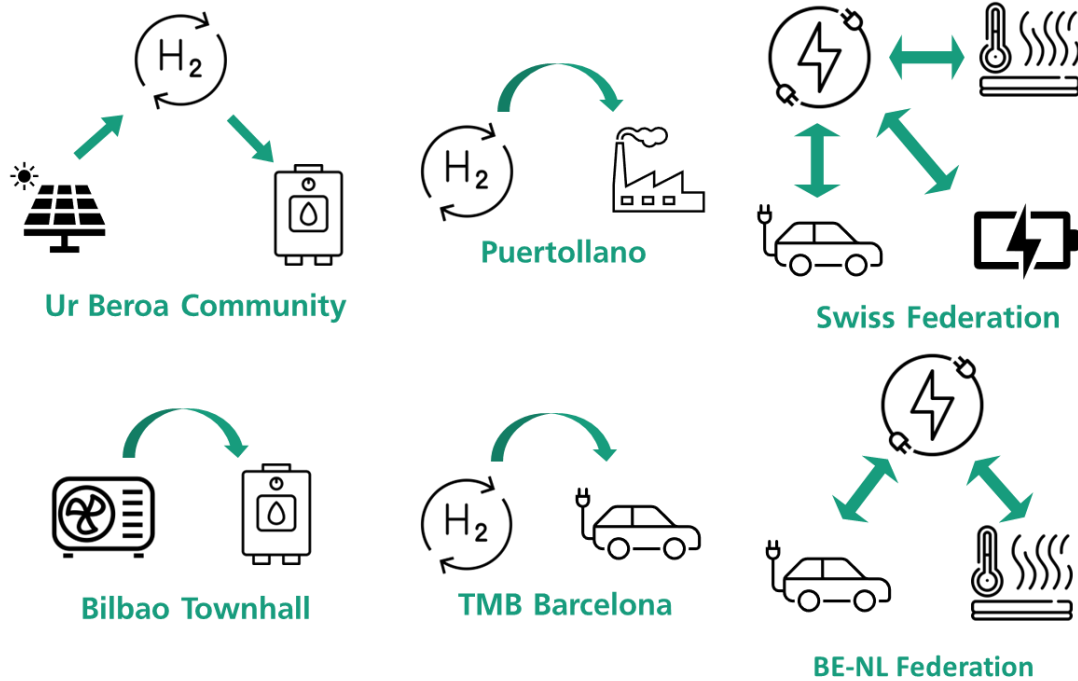 H2
H2
Puertollano
Ur Beroa Community
Swiss Federation
H2
Bilbao Townhall
TMB Barcelona
BE-NL Federation